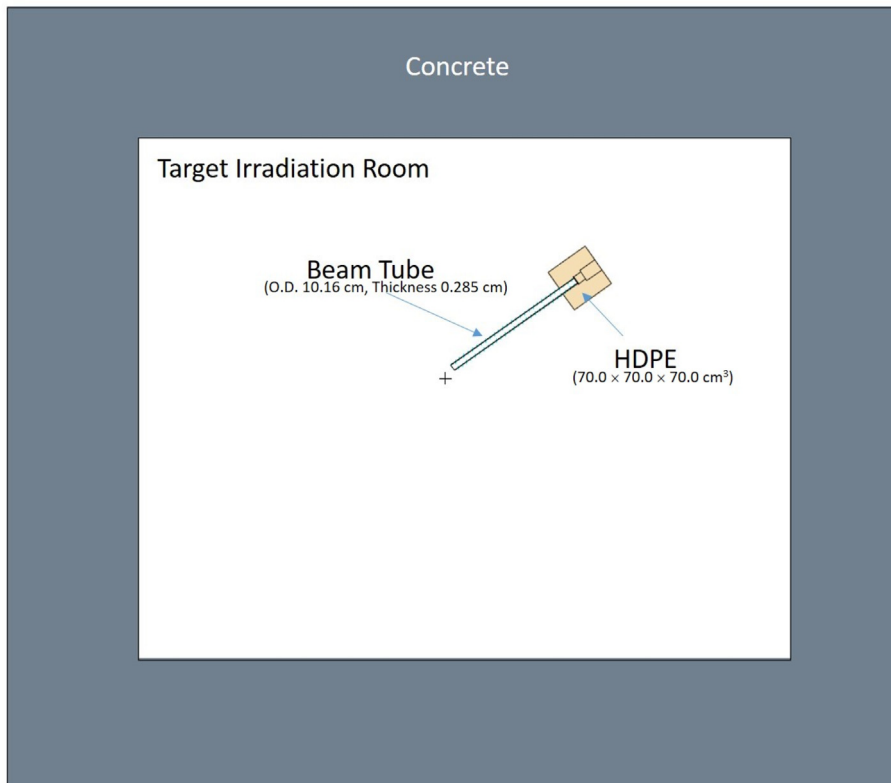 Concrete
Target Irradiation Room
Beam Tube
(O.D. 10.16 cm, Thickness 0.285 cm)
HDPE
(70.0 × 70.0 × 70.0 cm³)